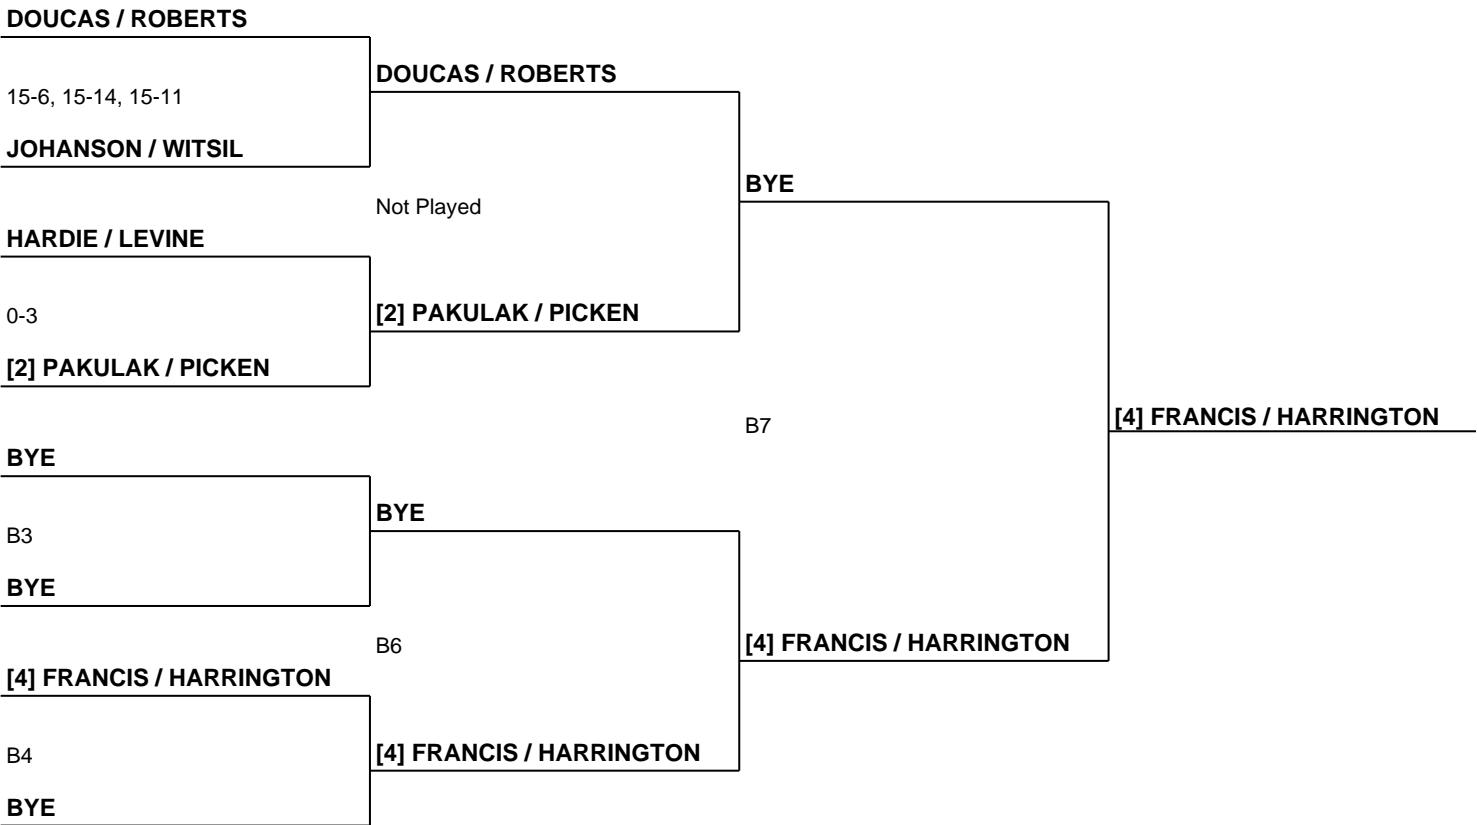 DOUCAS / ROBERTS
15-6, 15-14, 15-11
JOHANSON / WITSIL
HARDIE / LEVINE
0-3
[2] PAKULAK / PICKEN
BYE
B3
BYE
[4] FRANCIS / HARRINGTON
B4
BYE
DOUCAS / ROBERTS
Not Played
[2] PAKULAK / PICKEN
BYE
B6
[4] FRANCIS / HARRINGTON
BYE
B7
[4] FRANCIS / HARRINGTON
[4] FRANCIS / HARRINGTON